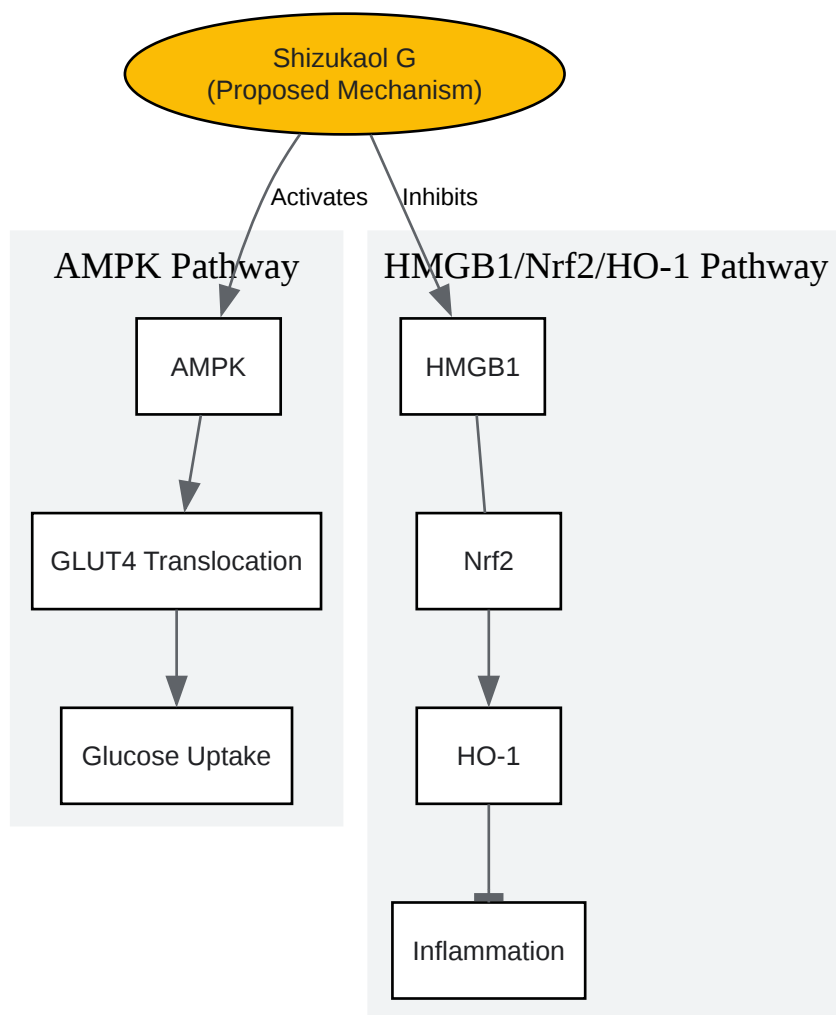 Shizukaol G
(Proposed Mechanism)
Activates
Inhibits
AMPK Pathway
HMGB1/Nrf2/HO-1 Pathway
AMPK
HMGB1
GLUT4 Translocation
Nrf2
Glucose Uptake
HO-1
Inflammation